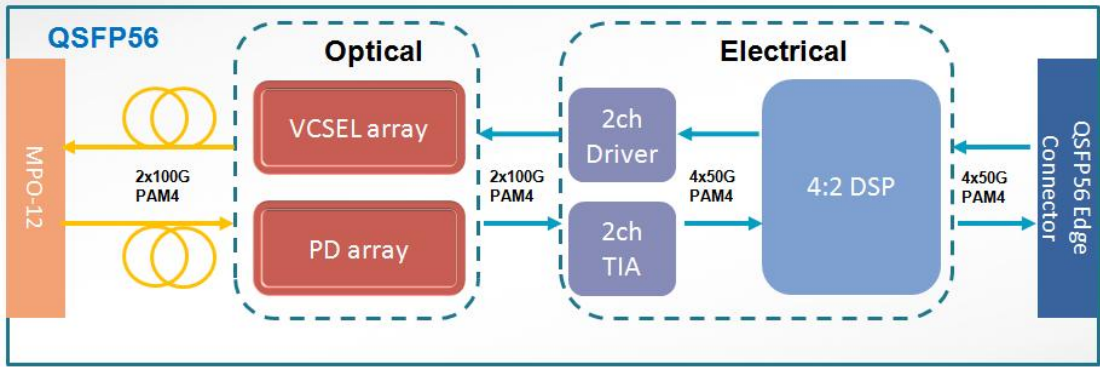 QSFP56
Optical
Electrical
MPO-12
2x100G
PAM4
VCSEL array
PD array
2x100G
PAM4
2ch
Driver
2ch
TIA
4x50G
PAM4
4:2 DSP
4x50G
PAM4
QSFP56 Edge
Connector